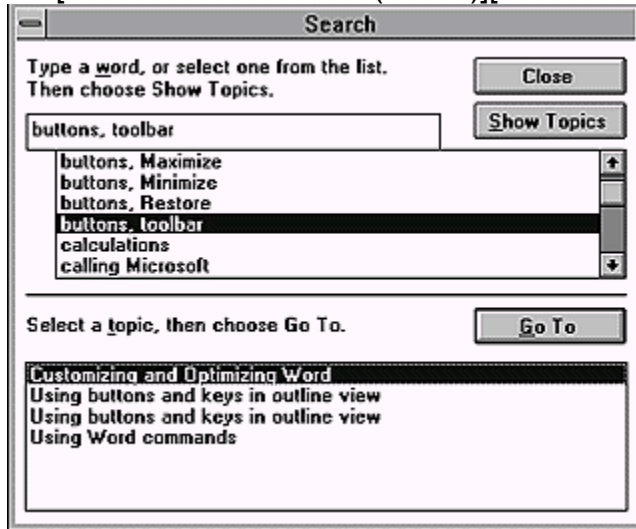 Search
Type a word, or select one from the list.
Then choose Show Topics.
Close
buttons, toolbar
Show Topics
buttons, Maximize
buttons, Minimize
buttons, Restore
buttons, toolbar
calculations
calling Microsoft
Select a topic, then choose Go To.
Go To
Customizing and Optimizing Word
Using buttons and keys in outline view
Using buttons and keys in outline view
Using Word commands